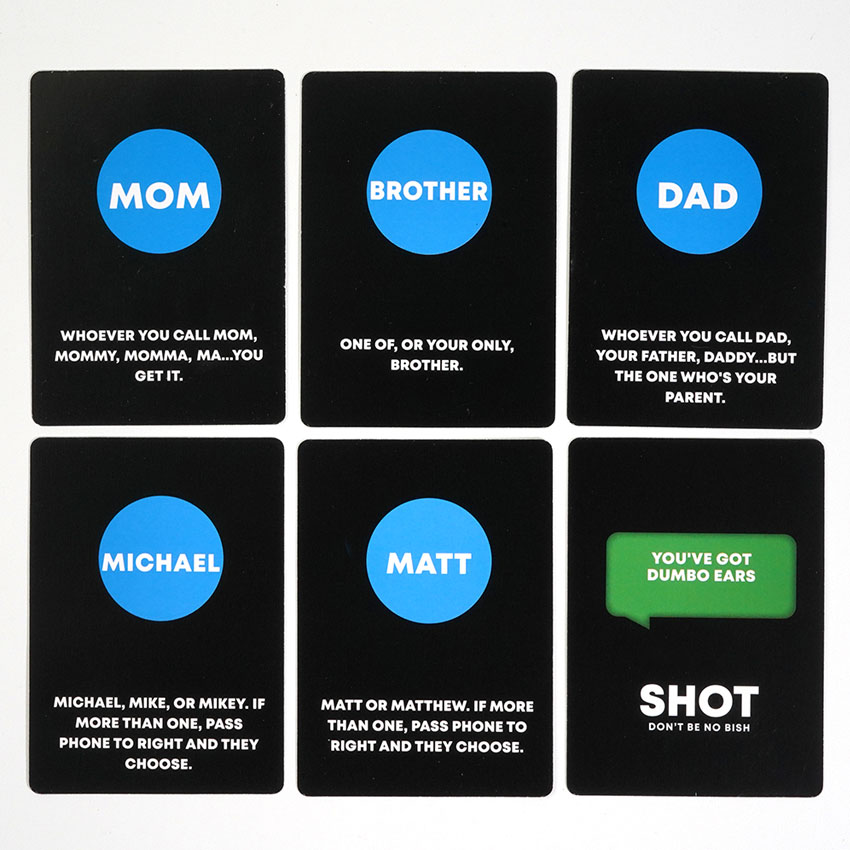 MOM
WHOEVER YOU CALL MOM,
MOMMY, MOMMA, MA...YOU
GET IT.
BROTHER
ONE OF, OR YOUR ONLY,
BROTHER.
DAD
WHOEVER YOU CALL DAD,
YOUR FATHER, DADDY...BUT
THE ONE WHO'S YOUR
PARENT.
MICHAEL
MICHAEL, MIKE, OR MIKEY. IF
MORE THAN ONE, PASS
PHONE TO RIGHT AND THEY
CHOOSE.
MATT
MATT OR MATTHEW. IF MORE
THAN ONE, PASS PHONE TO
RIGHT AND THEY CHOOSE.
YOU'VE GOT
DUMBO EARS
SHOT
DON'T BE NO BISH